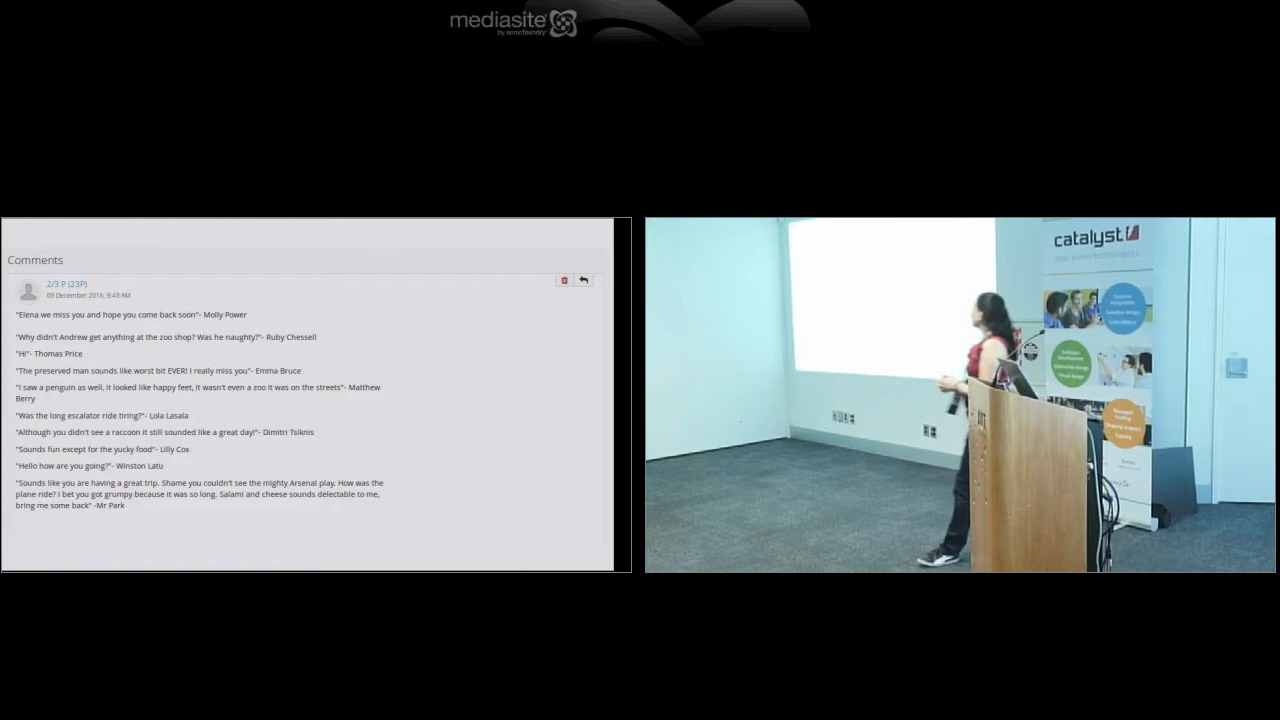 mediasite
by sonicfoundry
Comments
2/3 P (23P)
09 December 2016, 9:43 AM
"Elena we miss you and hope you come back soon"- Molly Power
"Why didn't Andrew get anything at the zoo shop? Was he naughty?"- Ruby Chessell
"Hi"- Thomas Price
"The preserved man sounds like worst bit EVER! I really miss you"- Emma Bruce
"I saw a penguin as well, it looked like happy feet, it wasn't even a zoo it was on the streets"- Matthew
Berry
"Was the long escalator ride tiring?"- Lola Lasala
"Although you didn't see a raccoon it still sounded like a great day!"- Dimitri Tsiknis
"Sounds fun except for the yucky food"- Lilly Cox
"Hello how are you going?"- Winston Latu
"Sounds like you are having a great trip. Shame you couldn't see the mighty Arsenal play. How was the
plane ride? I bet you got grumpy because it was so long. Salami and cheese sounds delectable to me,
bring me some back" -Mr Park
catalyst